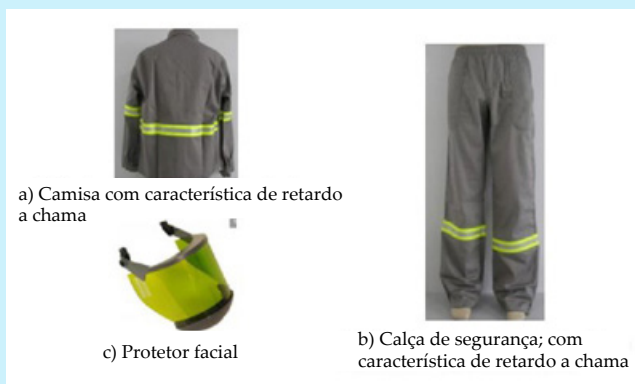 a) Camisa com característica de retardo
a chama
c) Protetor facial
b) Calça de segurança; com
característica de retardo a chama